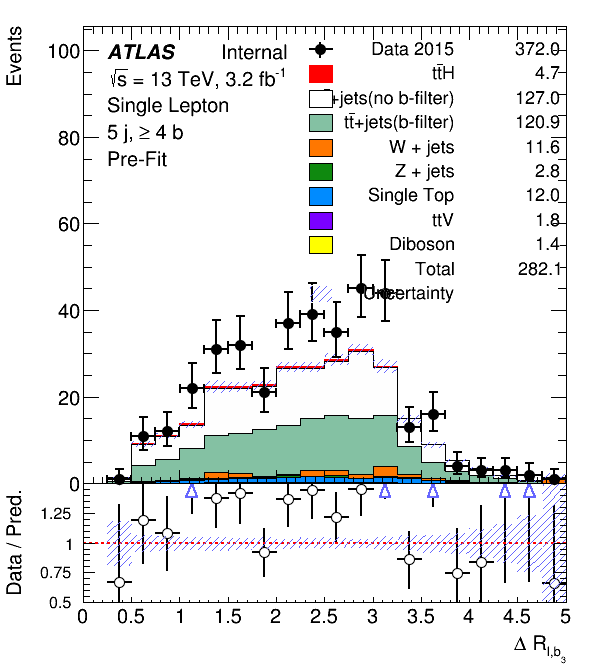 Events
100
80
60
40
20
0
ATLAS Internal
√s = 13 TeV, 3.2 fb-1
Single Lepton
5 j, ≥ 4 b
Pre-Fit
Data 2015 372.0
tt̄H 4.7
+jets(no b-filter) 127.0
tt̄+jets(b-filter) 120.9
W + jets 11.6
Z + jets 2.8
Single Top 12.0
ttV 1.8
Diboson 1.4
Total 282.1
Uncertainty
Data / Pred.
1.25
1
0.75
0.5
0 0.5 1 1.5 2 2.5 3 3.5 4 4.5 5
Δ Rl,b3